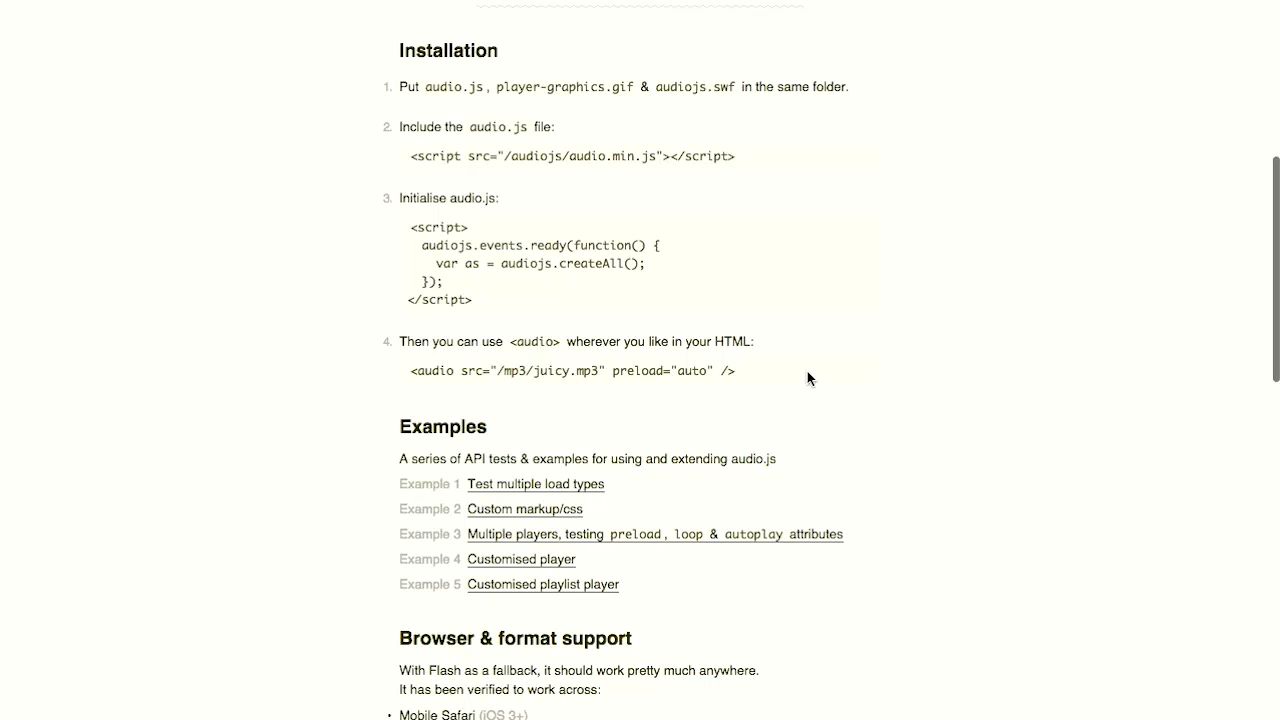 Installation
1. Put audio.js, player-graphics.gif & audiojs.swf in the same folder.
2. Include the audio.js file:
<script src="/audiojs/audio.min.js"></script>
3. Initialise audio.js:
<script>
audiojs.events.ready(function() {
var as = audiojs.createAll();
});
</script>
4. Then you can use <audio> wherever you like in your HTML:
<audio src="/mp3/juicy.mp3" preload="auto" />
Examples
A series of API tests & examples for using and extending audio.js
Example 1 Test multiple load types
Example 2 Custom markup/css
Example 3 Multiple players, testing preload, loop & autoplay attributes
Example 4 Customised player
Example 5 Customised playlist player
Browser & format support
With Flash as a fallback, it should work pretty much anywhere.
It has been verified to work across:
• Mobile Safari (iOS 3+)